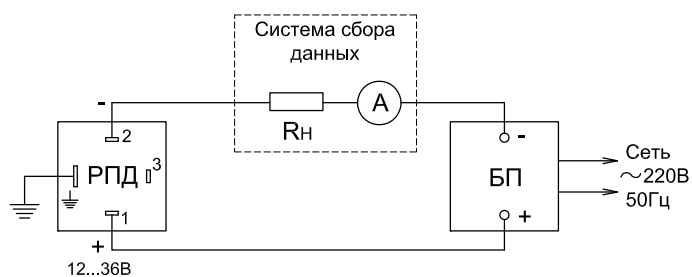 Система сбора
данных
-
A
Rн
2
-
3
РПД
БП
Сеть
~220В
50Гц
1
+
+
12...36В